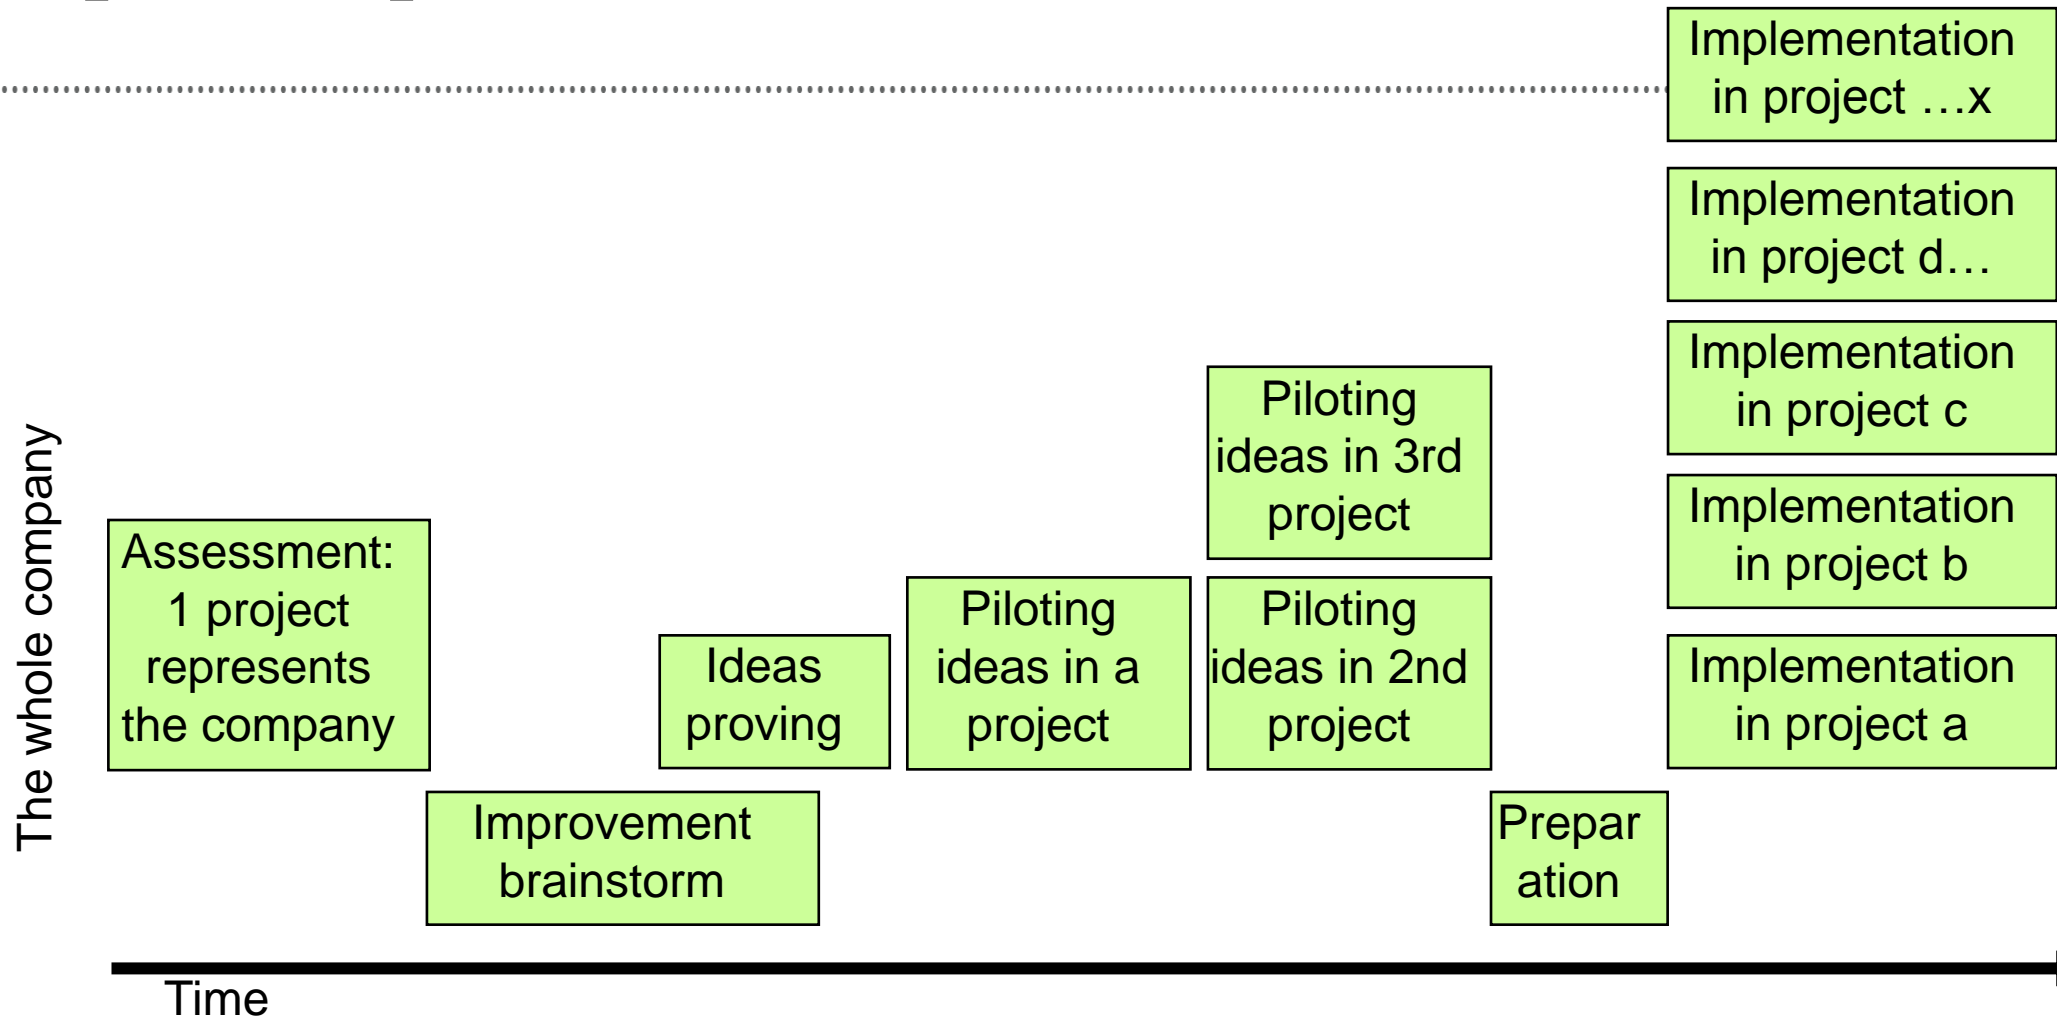 Implementation
in project …x
Implementation
in project d…
Implementation
in project c
Implementation
in project b
Implementation
in project a
Piloting
ideas in 3rd
project
Piloting
ideas in 2nd
project
Piloting
ideas in a
project
Ideas
proving
Assessment:
1 project
represents
the company
Improvement
brainstorm
Prepar
ation
The whole company
Time